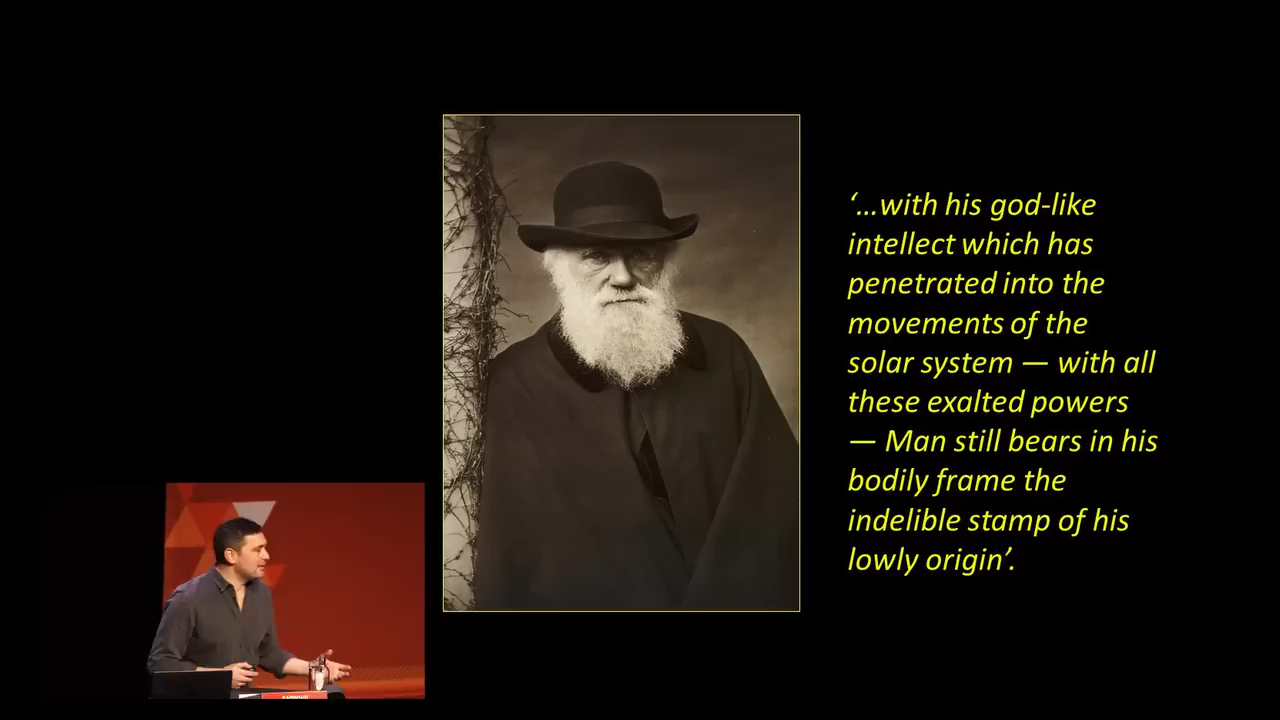 ‘...with his god-like
intellect which has
penetrated into the
movements of the
solar system — with all
these exalted powers
— Man still bears in his
bodily frame the
indelible stamp of his
lowly origin’.